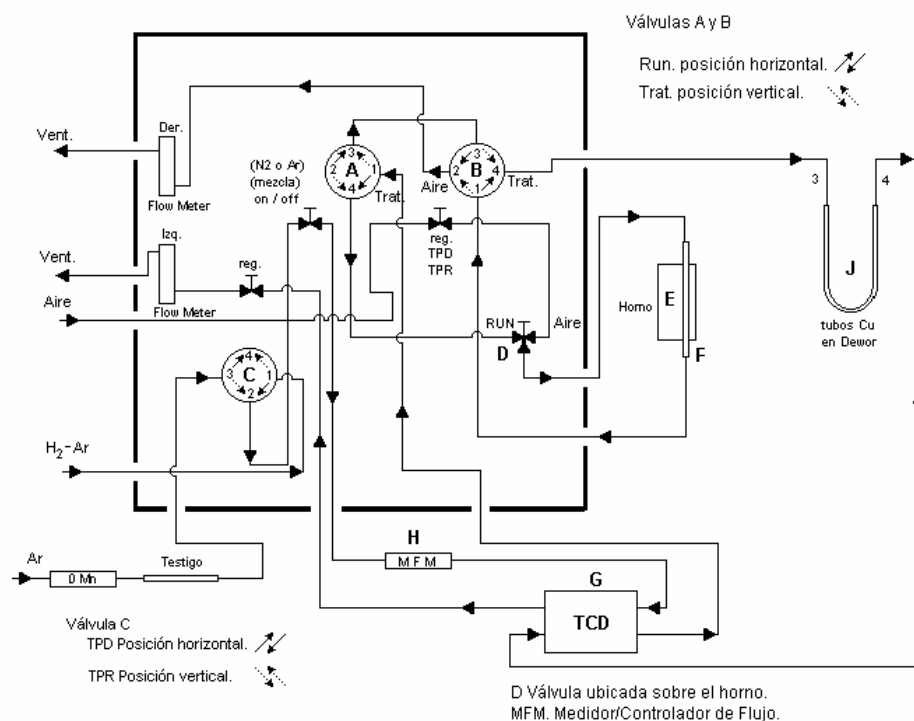 Válvulas A y B
Run. posición horizontal.
Trat. posición vertical.
Der.
Vent.
Flow Meter
(N2 o Ar)
(mezcla)
on / off
3
2 A 1
4
Trat.
Aire
3
2 B 4
1
Trat.
3
4
J
tubos Cu
en Dewor
Izq.
Vent.
reg.
Flow Meter
Aire
reg.
TPD
TPR
RUN
D
Aire
Horno
E
F
4
3 C 1
2
H2-Ar
Ar
0 Mn
Testigo
H
M F M
G
TCD
Válvula C
TPD Posición horizontal.
TPR Posición vertical.
D Válvula ubicada sobre el horno.
MFM. Medidor/Controlador de Flujo.